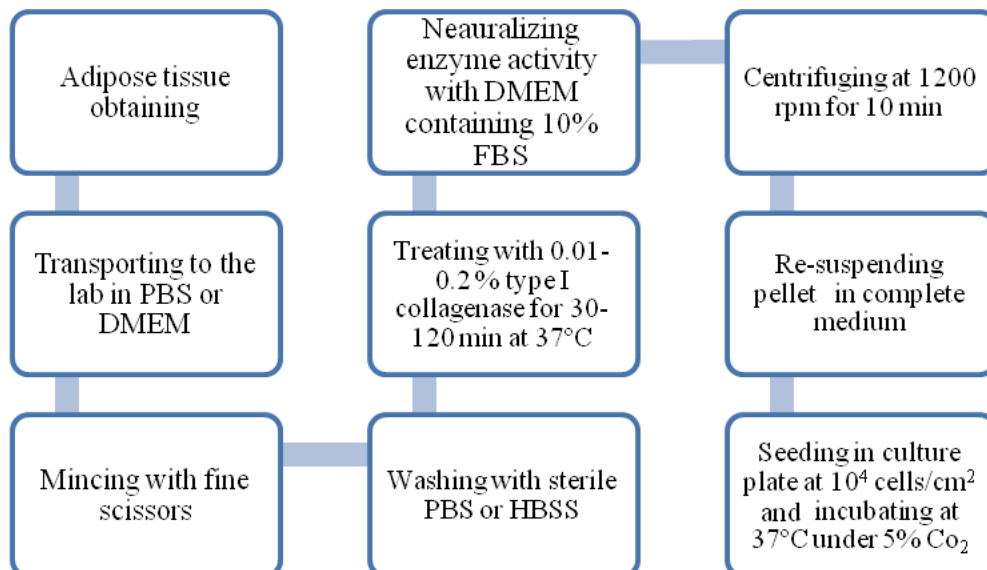 Adipose tissue
obtaining
Transporting to the
lab in PBS or
DMEM
Mincing with fine
scissors
Washing with sterile
PBS or HBSS
Treating with 0.01-
0.2% type I
collagenase for 30-
120 min at 37°C
Neauralizing
enzyme activity
with DMEM
containing 10%
FBS
Centrifuging at 1200
rpm for 10 min
Re-suspending
pellet in complete
medium
Seeding in culture
plate at 10⁴ cells/cm²
and incubating at
37°C under 5% Co₂